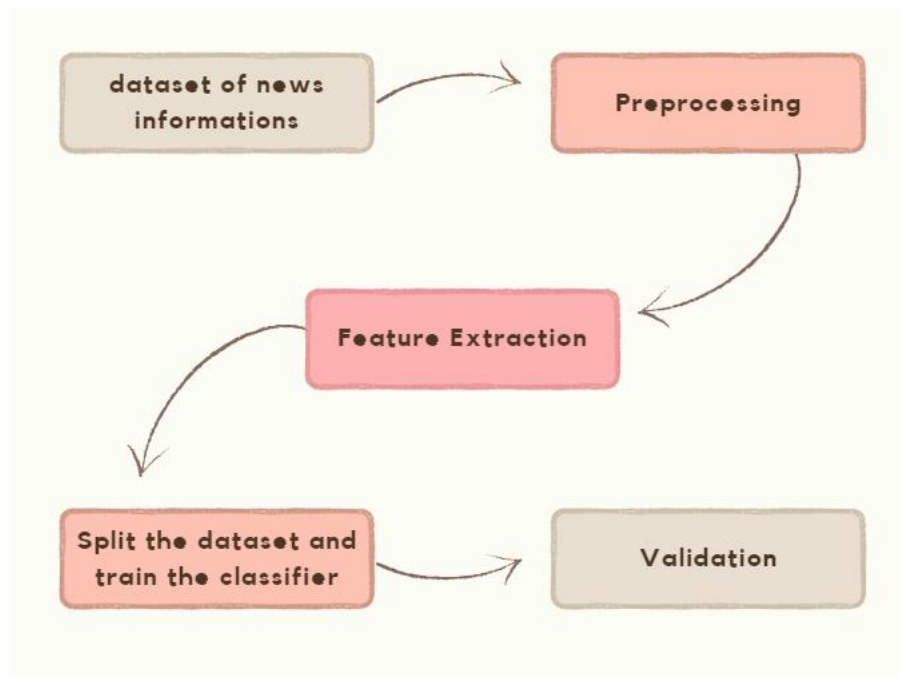 dataset of news
informations
Preprocessing
Feature Extraction
Split the dataset and
train the classifier
Validation